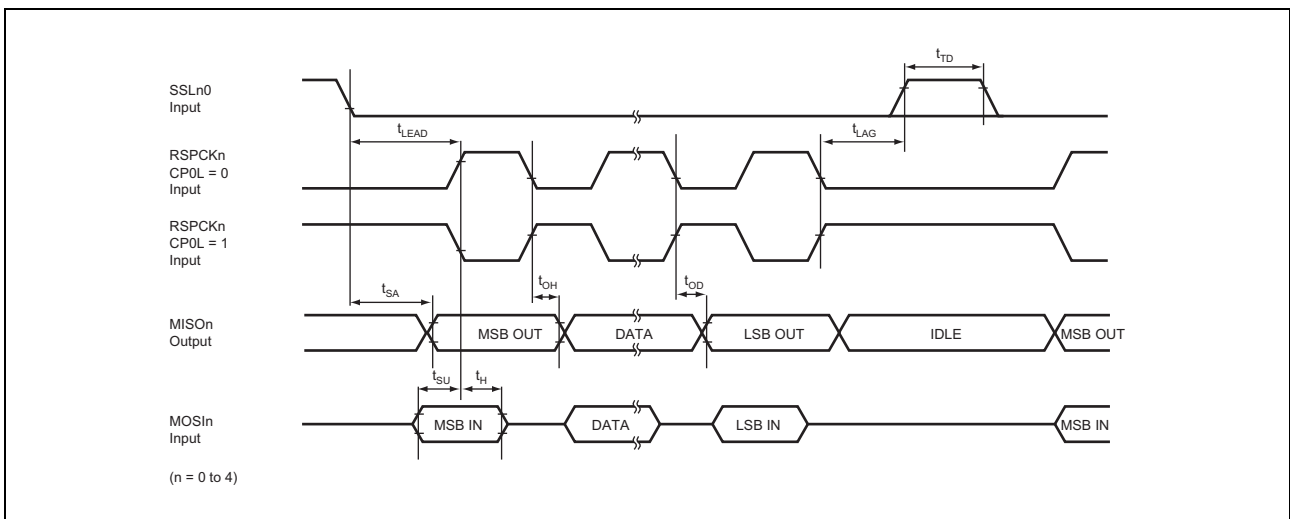 tTD
SSLn0
Input
tLEAD
tLAG
RSPCKn
CP0L = 0
Input
RSPCKn
CP0L = 1
Input
tSA
tOH
tOD
MISOn
Output
MSB OUT
DATA
LSB OUT
IDLE
MSB OUT
tSU
tH
MOSIn
Input
MSB IN
DATA
LSB IN
MSB IN
(n = 0 to 4)